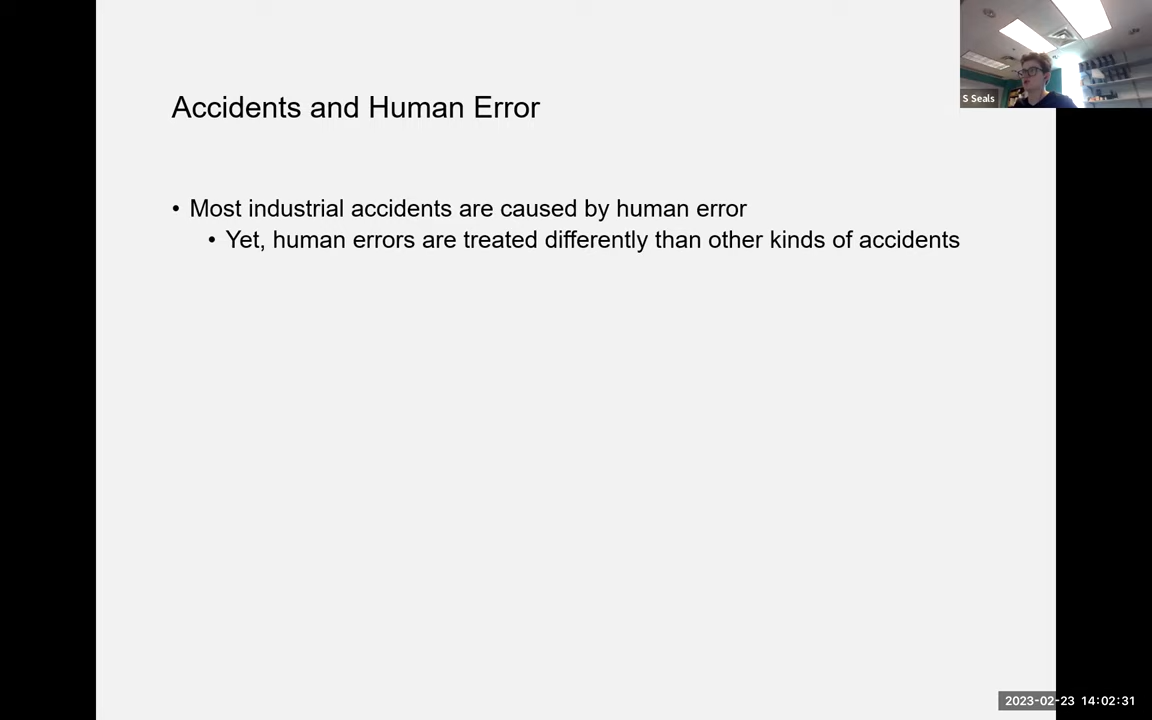 S Seals
Accidents and Human Error
• Most industrial accidents are caused by human error
• Yet, human errors are treated differently than other kinds of accidents
2023-02-23 14:02:31